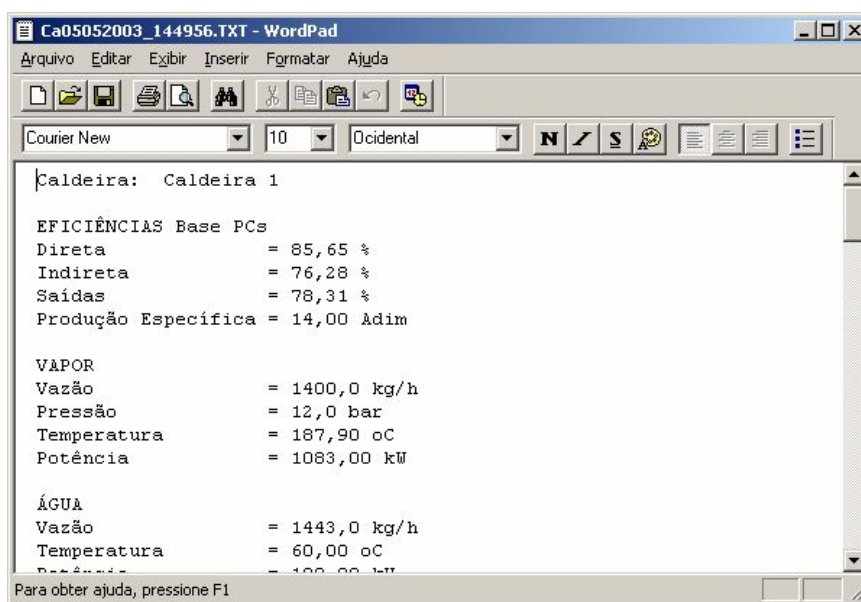 Ca05052003_144956.TXT - WordPad
Arquivo Editar Exibir Inserir Formatar Ajuda
Courier New 10 Ocidental N I S
Caldeira: Caldeira 1
EFICIÊNCIAS Base PCs
Direta = 85,65 %
Indireta = 76,28 %
Saídas = 78,31 %
Produção Específica = 14,00 Adim
VAPOR
Vazão = 1400,0 kg/h
Pressão = 12,0 bar
Temperatura = 187,90 oC
Potência = 1083,00 kW
ÁGUA
Vazão = 1443,0 kg/h
Temperatura = 60,00 oC
Para obter ajuda, pressione F1